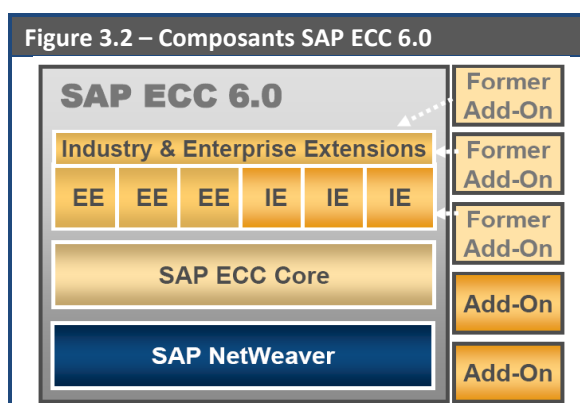 Figure 3.2 – Composants SAP ECC 6.0
SAP ECC 6.0
Industry & Enterprise Extensions
EE EE EE IE IE IE
SAP ECC Core
SAP NetWeaver
Former
Add-On
Former
Add-On
Former
Add-On
Add-On
Add-On